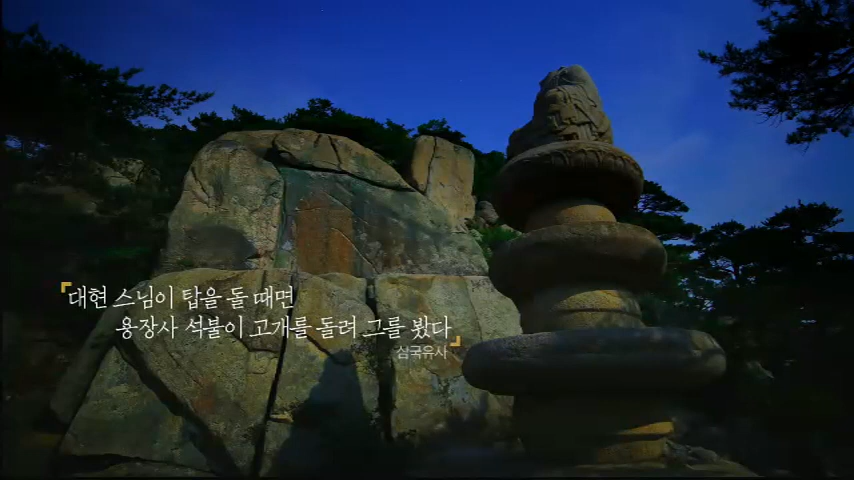 「대현 스님이 탑을 돌 때면
용장사 석불이 고개를 돌려 그를 봤다」
삼국유사